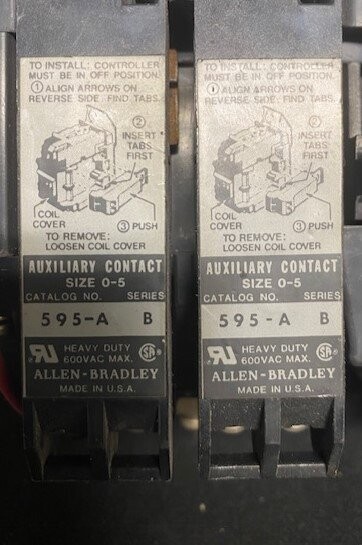 TO INSTALL: CONTROLLER
MUST BE IN OFF POSITION.
① ALIGN ARROWS ON
REVERSE SIDE. FIND TABS.
②
INSERT
TABS
FIRST
COIL
COVER
③ PUSH
TO REMOVE:
LOOSEN COIL COVER
AUXILIARY CONTACT
SIZE 0-5
CATALOG NO. SERIES
595-A B
HEAVY DUTY
600VAC MAX.
ALLEN-BRADLEY
MADE IN U.S.A.
TO INSTALL: CONTROLLER
MUST BE IN OFF POSITION.
① ALIGN ARROWS ON
REVERSE SIDE. FIND TABS.
②
INSERT
TABS
FIRST
COIL
COVER
③ PUSH
TO REMOVE:
LOOSEN COIL COVER
AUXILIARY CONTACT
SIZE 0-5
CATALOG NO. SERIES
595-A B
HEAVY DUTY
600VAC MAX.
ALLEN-BRADLEY
MADE IN U.S.A.